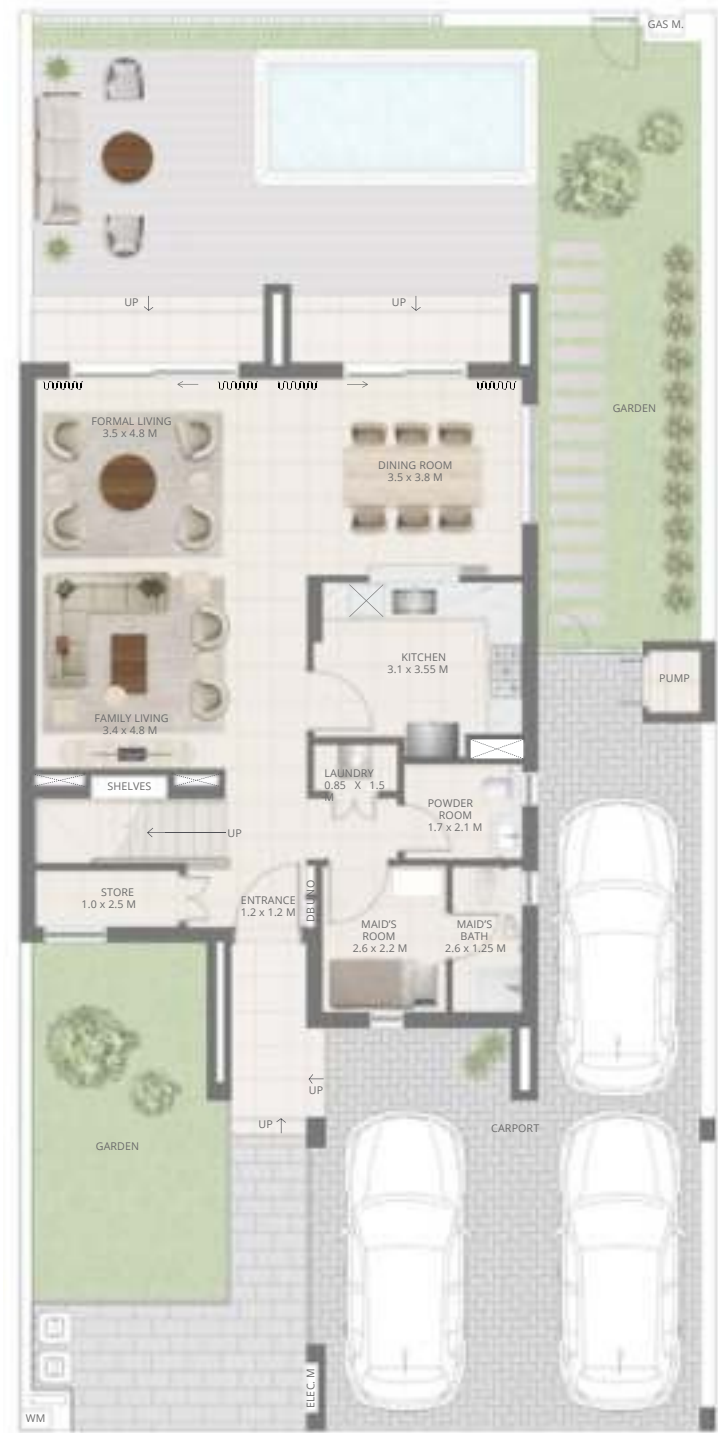 GAS M.
UP
UP
FORMAL LIVING
3.5 x 4.8 M
GARDEN
DINING ROOM
3.5 x 3.8 M
KITCHEN
3.1 x 3.55 M
PUMP
FAMILY LIVING
3.4 x 4.8 M
LAUNDRY
0.85 X 1.5
M
SHELVES
POWDER
ROOM
1.7 x 2.1 M
UP
STORE
1.0 x 2.5 M
ENTRANCE
1.2 x 1.2 M
DB UNO
MAID'S
ROOM
2.6 x 2.2 M
MAID'S
BATH
2.6 x 1.25 M
UP
UP
CARPORT
GARDEN
ELEC. M
WM